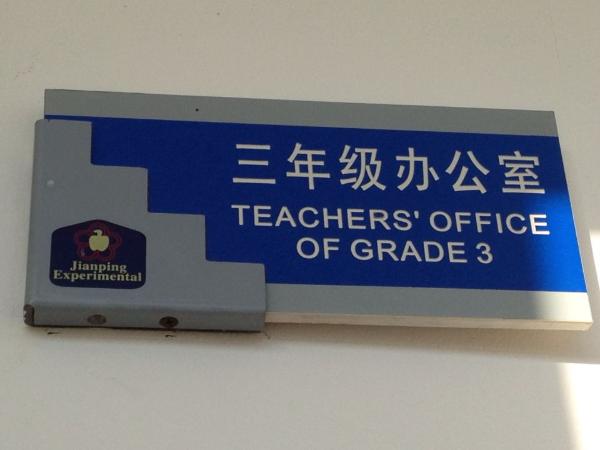 三年级办公室
TEACHERS' OFFICE
OF GRADE 3
Jianping
Experimental